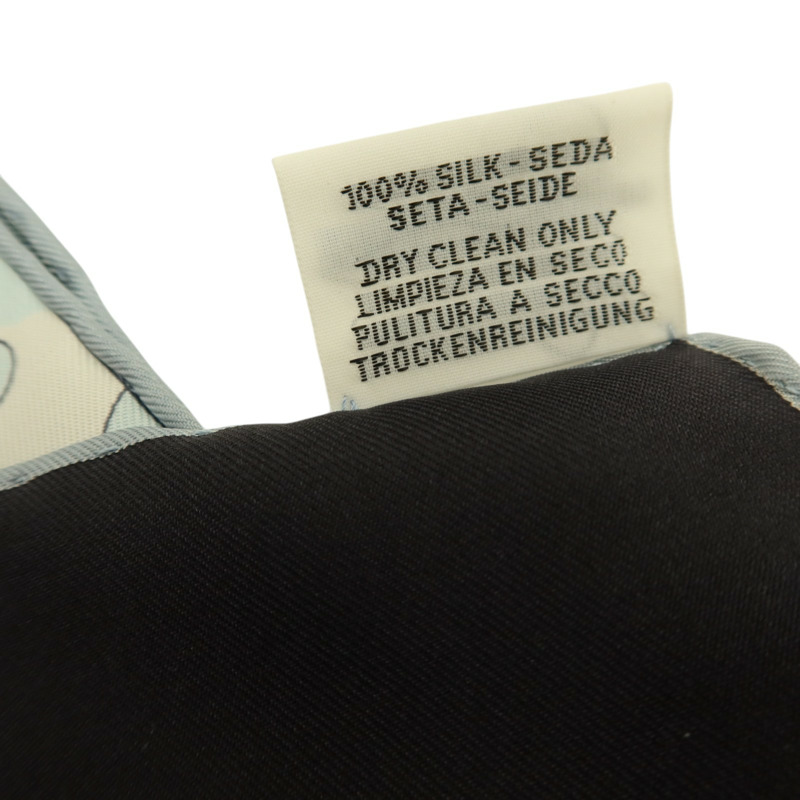 100% SILK - SEDA
SETA - SEIDE
DRY CLEAN ONLY
LIMPIEZA EN SECO
PULITURA A SECCO
TROCKENREINIGUNG